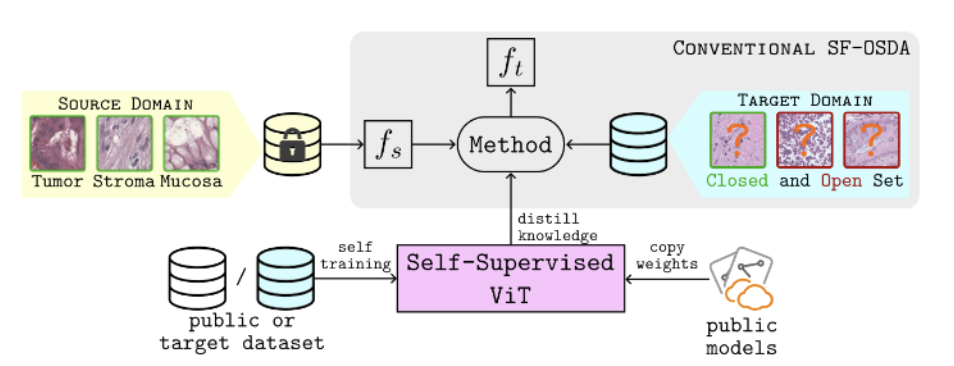 CONVENTIONAL SF-OSDA
f_t
SOURCE DOMAIN
Tumor Stroma Mucosa
f_s
Method
TARGET DOMAIN
? ? ?
Closed and Open Set
distill
knowledge
self
training
Self-Supervised
ViT
copy
weights
/
public or
target dataset
public
models